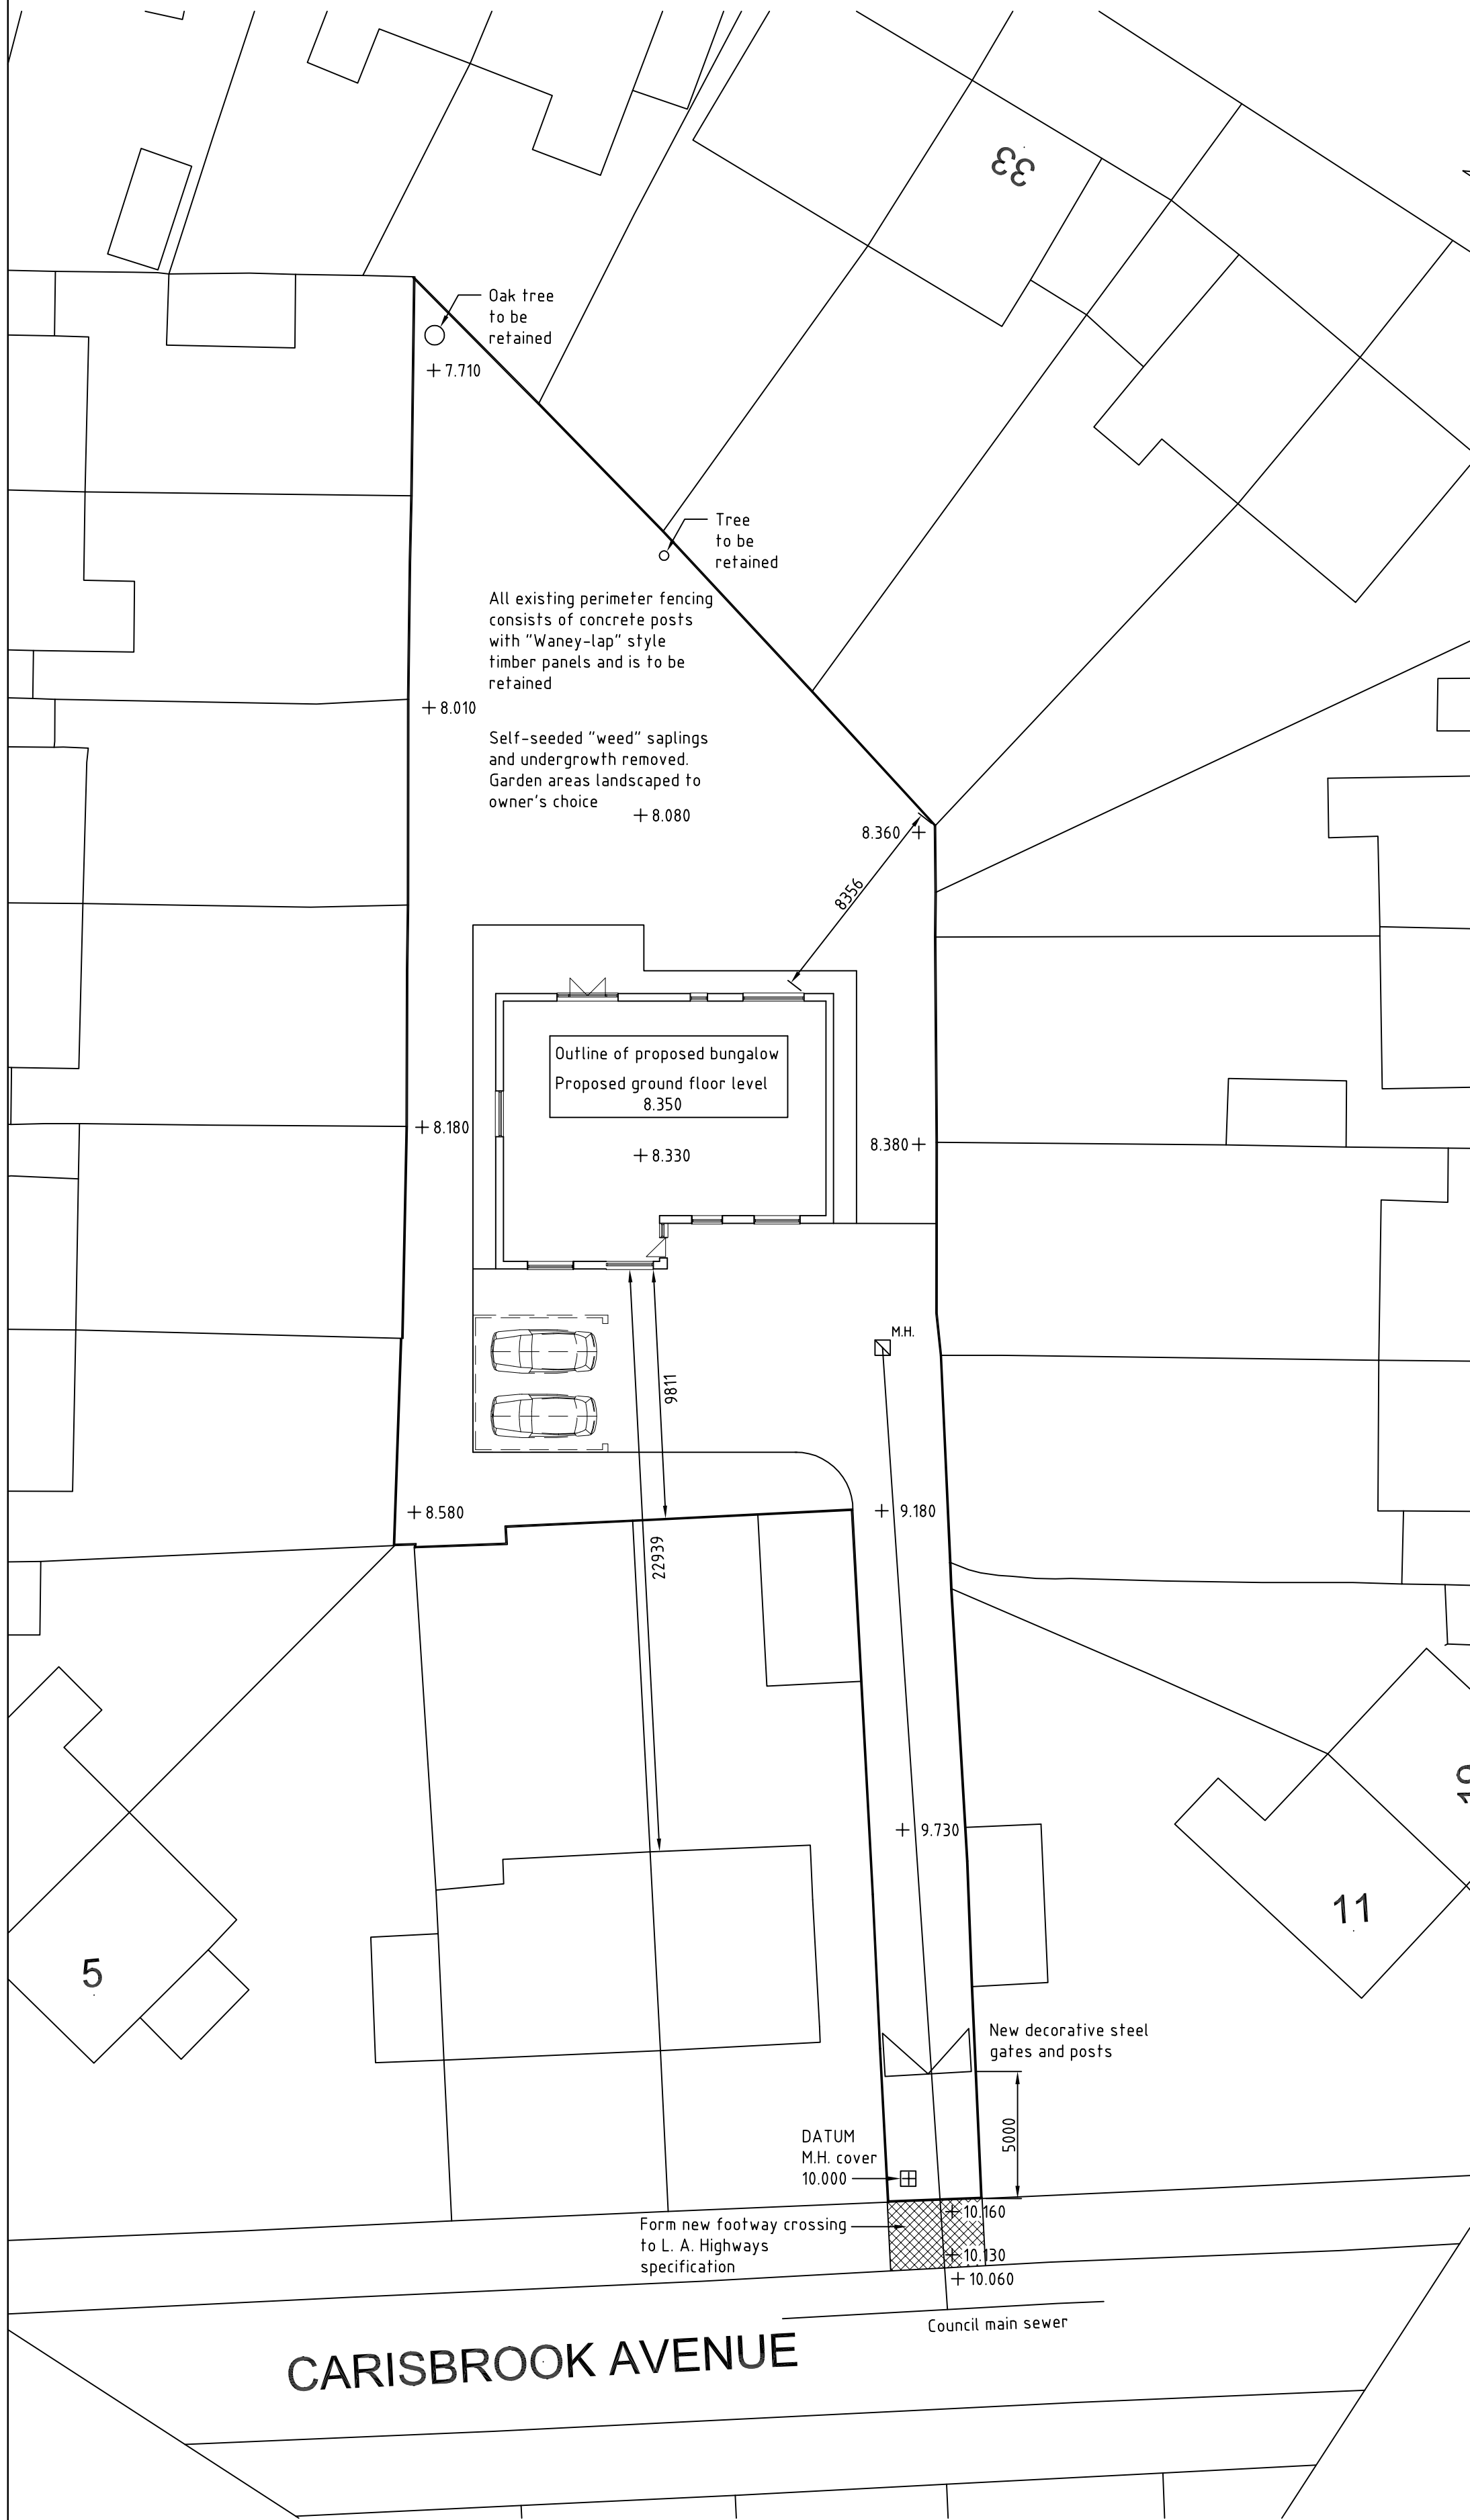 33
Oak tree
to be
retained
7.710
Tree
to be
retained
All existing perimeter fencing
consists of concrete posts
with "Waney-lap" style
timber panels and is to be
retained
8.010
Self-seeded "weed" saplings
and undergrowth removed.
Garden areas landscaped to
owner's choice
8.080
8.360
8356
Outline of proposed bungalow
Proposed ground floor level
8.350
8.180
8.330
8.380
M.H.
9811
8.580
9.180
22939
9.730
11
5
New decorative steel
gates and posts
5000
DATUM
M.H. cover
10.000
10.160
Form new footway crossing
to L. A. Highways
specification
10.130
10.060
Council main sewer
CARISBROOK AVENUE